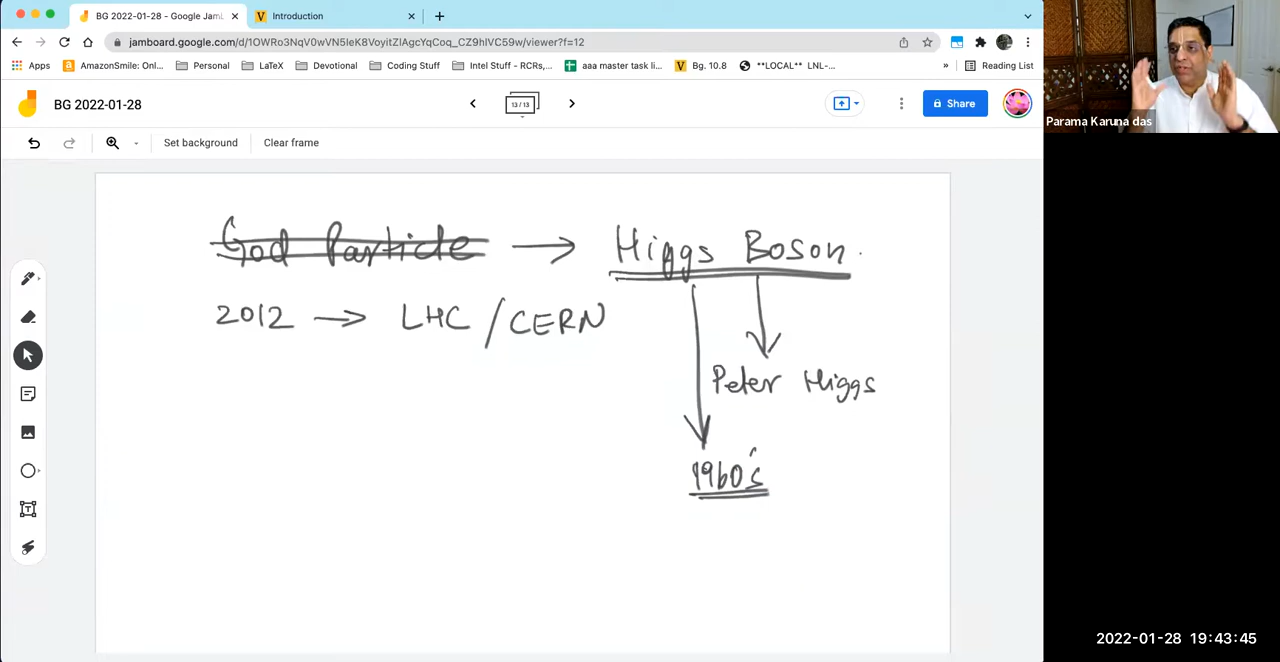 BG 2022-01-28 - Google Jam
Introduction
jamboard.google.com/d/1OWRo3NqV0wVN5IeK8VoyitZlAgcYqCoq_CZ9hIVC59w/viewer?f=12
Apps AmazonSmile: Onl... Personal LaTeX Devotional Coding Stuff Intel Stuff - RCRs,... aaa master task li... Bg. 10.8 **LOCAL** LNL-... » Reading List
BG 2022-01-28
13 / 13
Share
Set background Clear frame
Parama Karuna das
God Particle → Higgs Boson.
2012 → LHC / CERN
Peter Higgs
1960's
2022-01-28 19:43:45